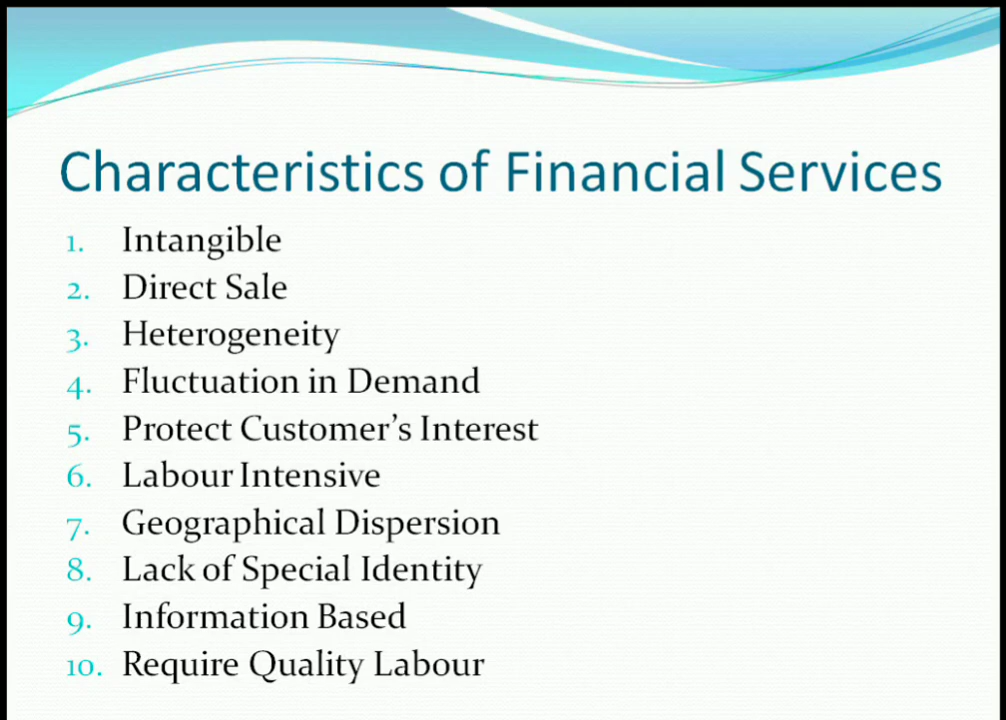 Characteristics of Financial Services
1. Intangible
2. Direct Sale
3. Heterogeneity
4. Fluctuation in Demand
5. Protect Customer’s Interest
6. Labour Intensive
7. Geographical Dispersion
8. Lack of Special Identity
9. Information Based
10. Require Quality Labour